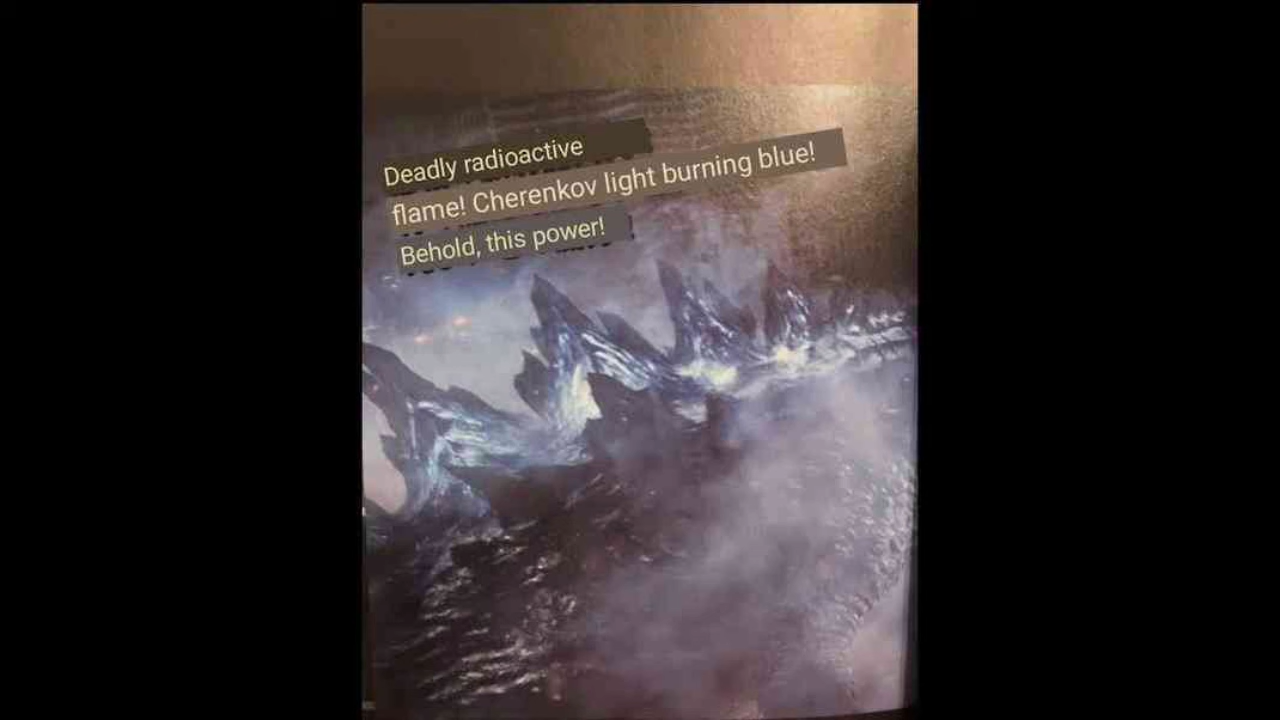 Deadly radioactive
flame! Cherenkov light burning blue!
Behold, this power!